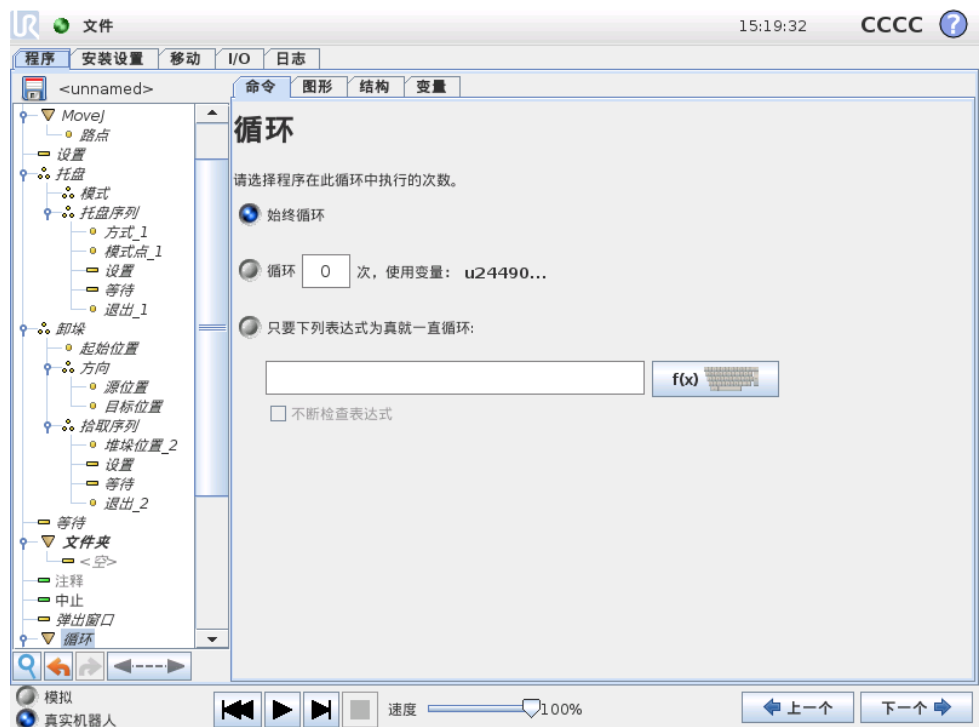 UR 文件 15:19:32 CCCC ?
程序 安装设置 移动 I/O 日志
<unnamed>
命令 图形 结构 变量
MoveJ
路点
设置
托盘
模式
托盘序列
方式_1
模式点_1
设置
等待
退出_1
卸垛
起始位置
方向
源位置
目标位置
拾取序列
堆垛位置_2
设置
等待
退出_2
等待
文件夹
<空>
注释
中止
弹出窗口
循环
循环
请选择程序在此循环中执行的次数。
始终循环
循环 0 次，使用变量： u24490...
只要下列表达式为真就一直循环:
f(x)
不断检查表达式
模拟
真实机器人
速度 100%
上一个 下一个